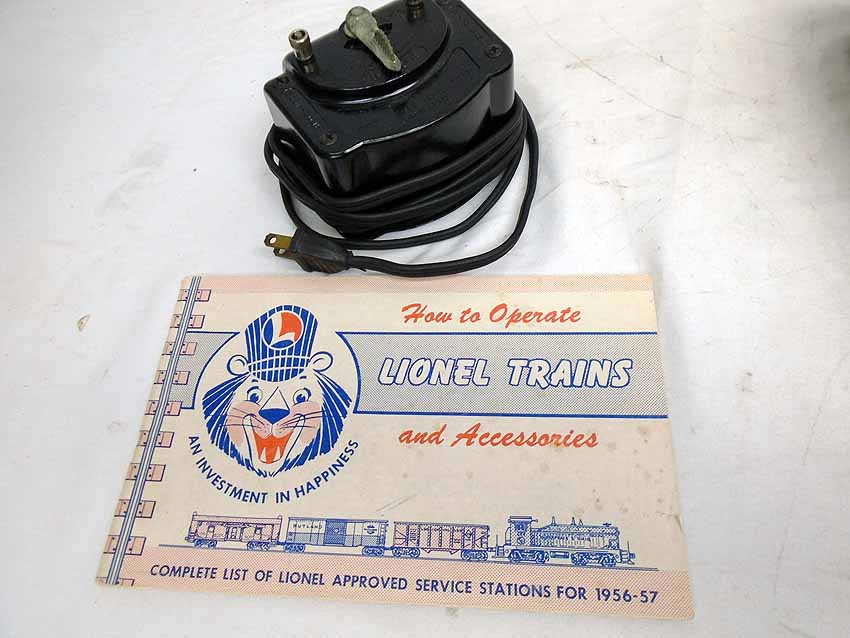 How to Operate
LIONEL TRAINS
and Accessories
AN INVESTMENT IN HAPPINESS
L
RUTLAND
COMPLETE LIST OF LIONEL APPROVED SERVICE STATIONS FOR 1956-57